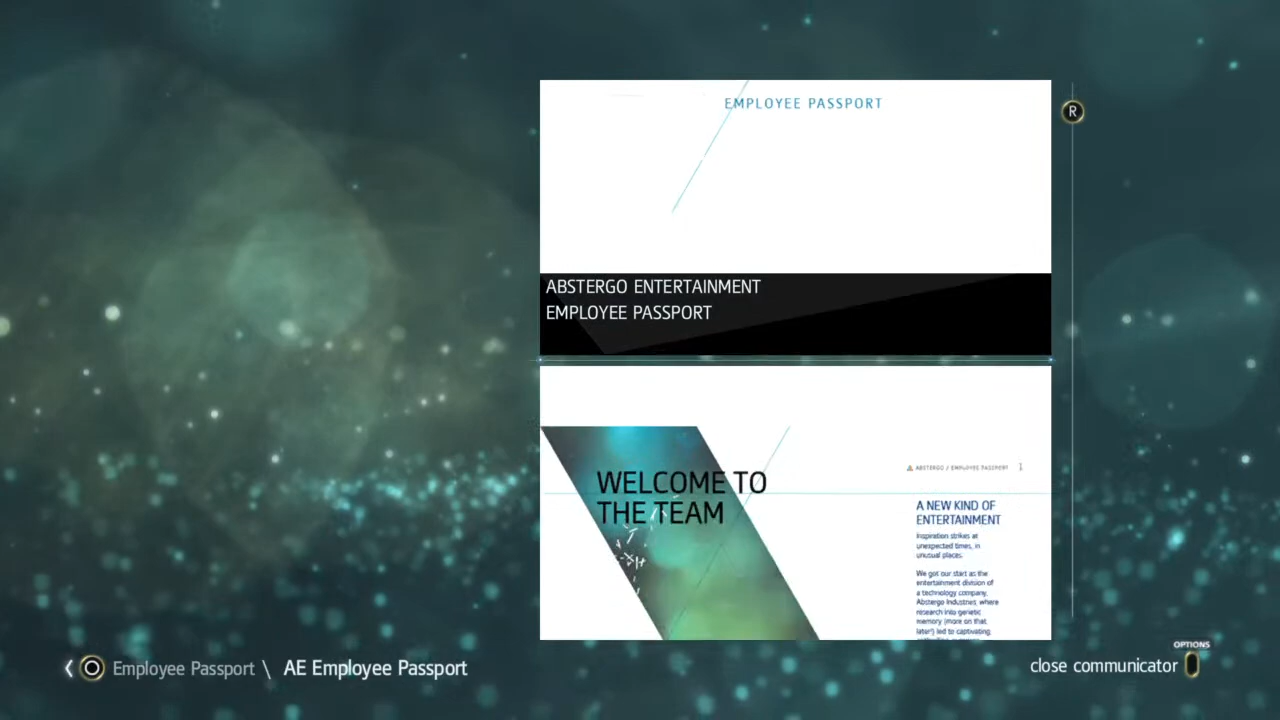 EMPLOYEE PASSPORT
R
ABSTERGO ENTERTAINMENT
EMPLOYEE PASSPORT
WELCOME TO
THE TEAM
ABSTERGO / EMPLOYEE PASSPORT 1
A NEW KIND OF
ENTERTAINMENT
Inspiration strikes at
unexpected times, in
unusual places.
We got our start as the
entertainment division of
a technology company,
Abstergo Industries, where
research into genetic
memory (more on that
later!) led to captivating
OPTIONS
Employee Passport \ AE Employee Passport
close communicator